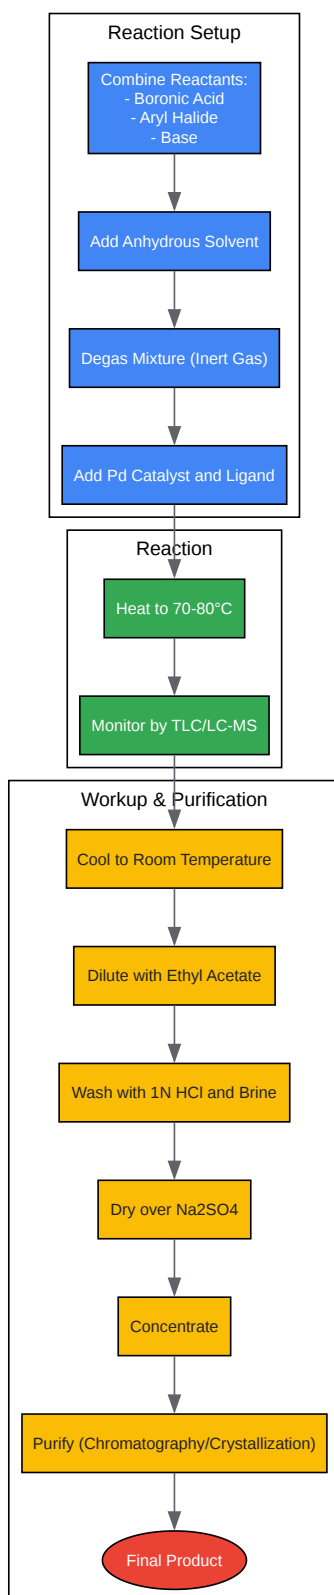 Reaction Setup
Combine Reactants:
- Boronic Acid
- Aryl Halide
- Base
Add Anhydrous Solvent
Degas Mixture (Inert Gas)
Add Pd Catalyst and Ligand
Reaction
Heat to 70-80°C
Monitor by TLC/LC-MS
Workup & Purification
Cool to Room Temperature
Dilute with Ethyl Acetate
Wash with 1N HCl and Brine
Dry over Na2SO4
Concentrate
Purify (Chromatography/Crystallization)
Final Product